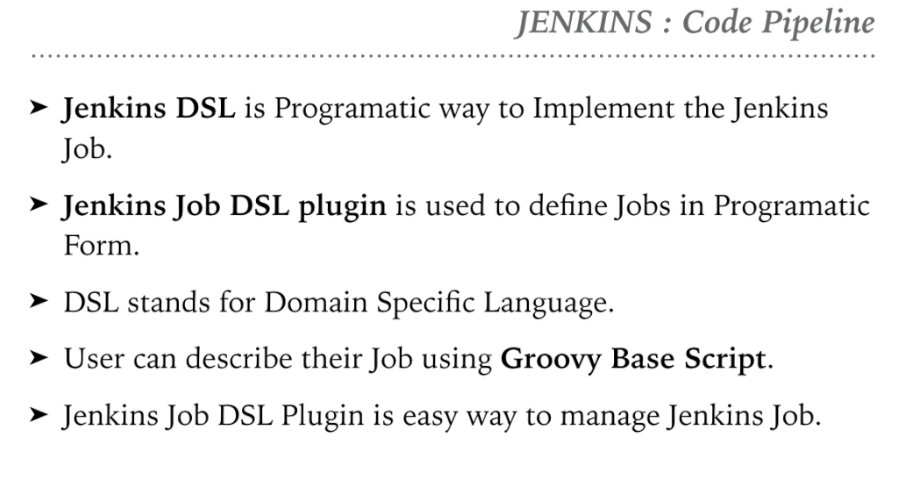 JENKINS : Code Pipeline
➤ Jenkins DSL is Programatic way to Implement the Jenkins
Job.
➤ Jenkins Job DSL plugin is used to define Jobs in Programatic
Form.
➤ DSL stands for Domain Specific Language.
➤ User can describe their Job using Groovy Base Script.
➤ Jenkins Job DSL Plugin is easy way to manage Jenkins Job.